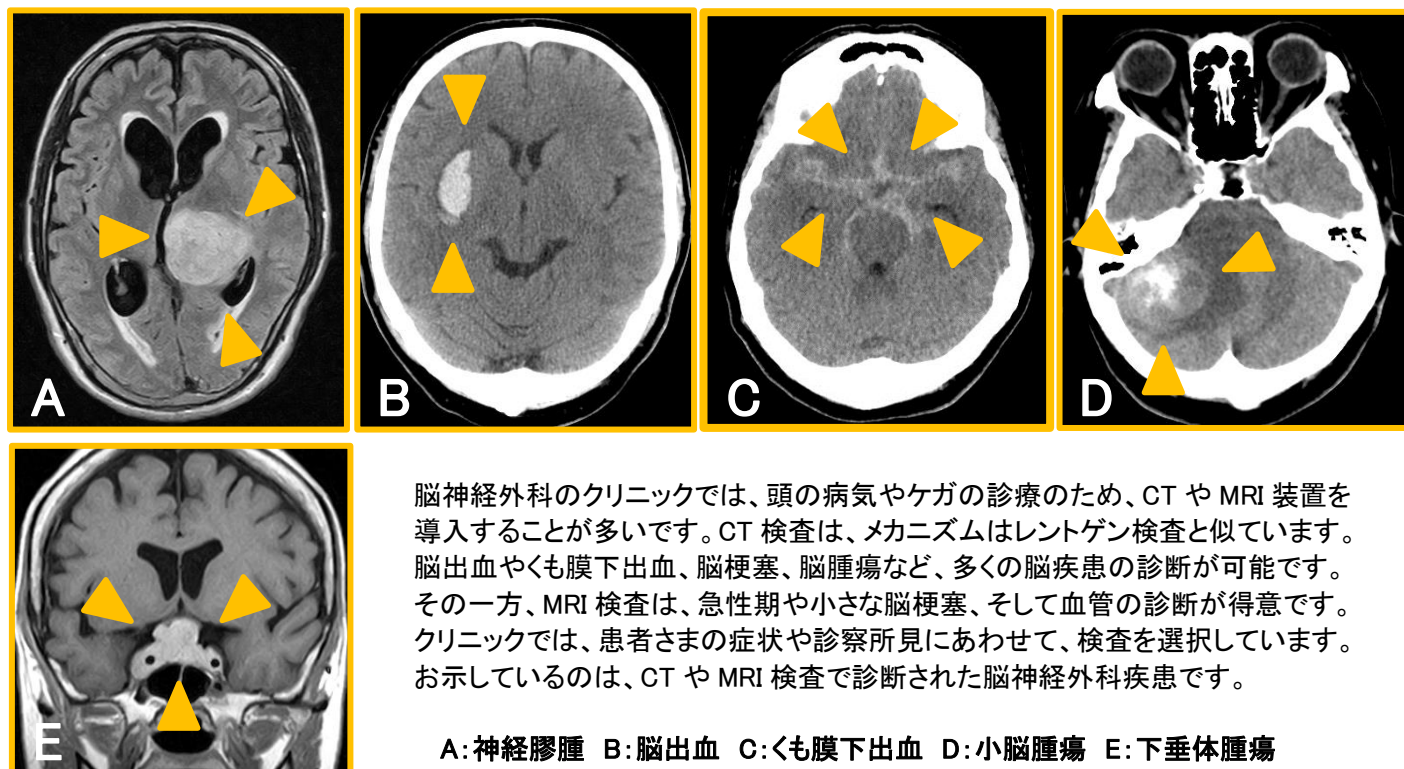 A
B
C
D
E
脳神経外科のクリニックでは、頭の病気やケガの診療のため、CT や MRI 装置を
導入することが多いです。CT 検査は、メカニズムはレントゲン検査と似ています。
脳出血やくも膜下出血、脳梗塞、脳腫瘍など、多くの脳疾患の診断が可能です。
その一方、MRI 検査は、急性期や小さな脳梗塞、そして血管の診断が得意です。
クリニックでは、患者さまの症状や診察所見にあわせて、検査を選択しています。
お示しているのは、CT や MRI 検査で診断された脳神経外科疾患です。
A:神経膠腫 B:脳出血 C:くも膜下出血 D:小脳腫瘍 E:下垂体腫瘍